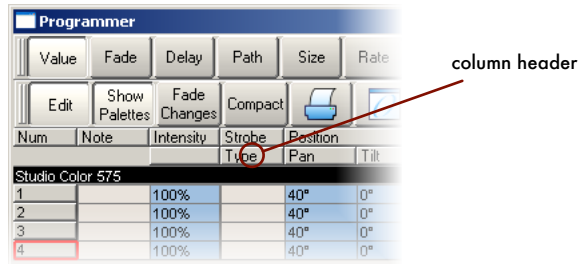 Programmer
Value Fade Delay Path Size Rate
column header
Edit Show Palettes Fade Changes Compact
Num Note Intensity Strobe Position
Type Pan Tilt
Studio Color 575
1 100% 40° 0°
2 100% 40° 0°
3 100% 40° 0°
4 100% 40° 0°